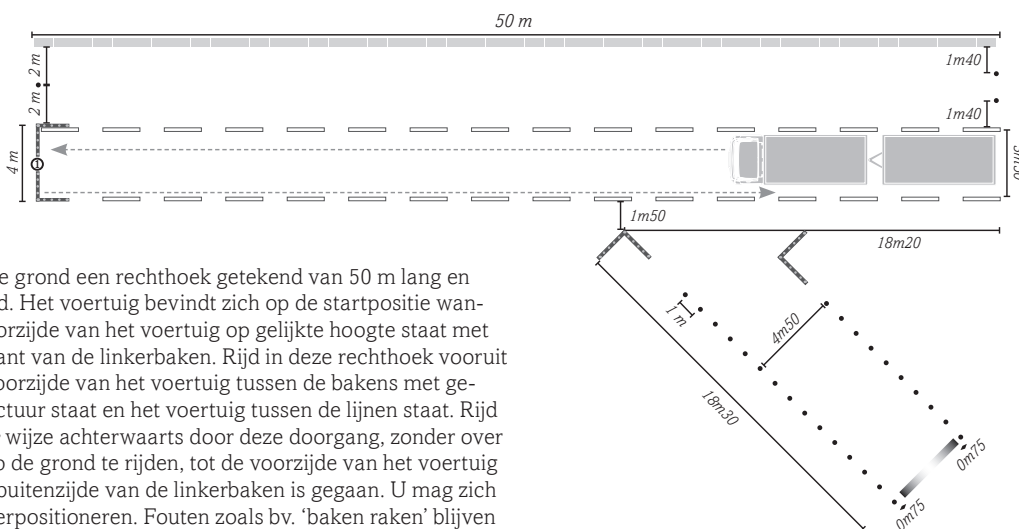 50 m
2 m
2 m
4 m
1
1m40
1m40
1m50
18m20
e grond een rechthoek getekend van 50 m lang en
d. Het voertuig bevindt zich op de startpositie wan-
orzijde van het voertuig op gelijkte hoogte staat met
ant van de linkerbaken. Rijd in deze rechthoek vooruit
oorzijde van het voertuig tussen de bakens met ge-
ctuur staat en het voertuig tussen de lijnen staat. Rijd
wijze achterwaarts door deze doorgang, zonder over
o de grond te rijden, tot de voorzijde van het voertuig
buitenzijde van de linkerbaken is gegaan. U mag zich
erpositioneren. Fouten zoals bv. ‘baken raken’ blijven
1 m
4m50
18m30
0m75
0m75